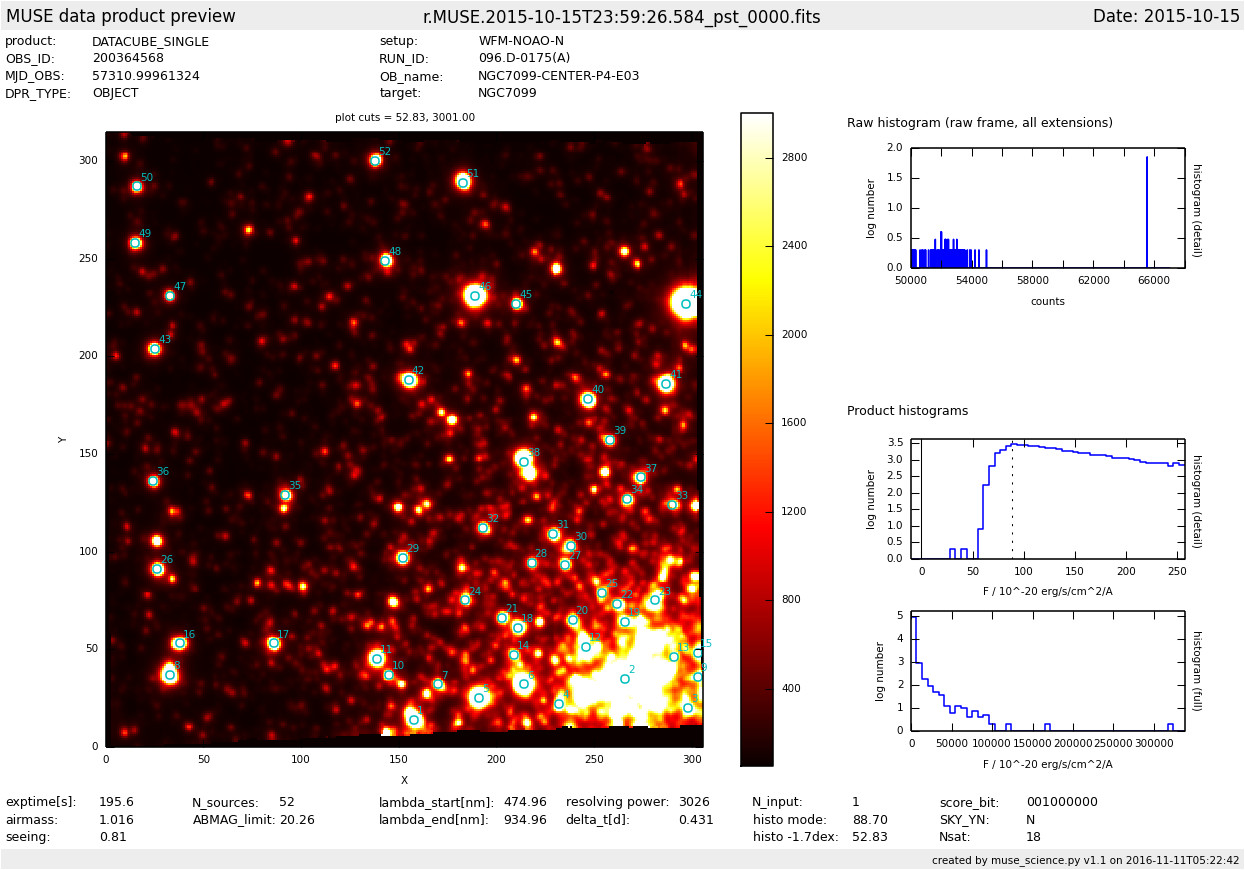 MUSE data product preview r.MUSE.2015-10-15T23:59:26.584_pst_0000.fits Date: 2015-10-15
product: DATACUBE_SINGLE setup: WFM-NOAO-N
OBS_ID: 200364568 RUN_ID: 096.D-0175(A)
MJD_OBS: 57310.99961324 OB_name: NGC7099-CENTER-P4-E03
DPR_TYPE: OBJECT target: NGC7099
plot cuts = 52.83, 3001.00
300
250
200
150
100
50
0
Y
0 50 100 150 200 250 300
X
52
51
50
49
48
47
46
45
44
43
42
41
40
39
38
37
36
35
34
33
32
31
30
29
28
27
26
25
24
23
22
21
20
18
17
16
15
14
11
10
9
8
7
2
2800
2400
2000
1600
1200
800
400
Raw histogram (raw frame, all extensions)
2.0
1.5
1.0
0.5
0.0
log number
histogram (detail)
50000 54000 58000 62000 66000
counts
Product histograms
3.5
3.0
2.5
2.0
1.5
1.0
0.5
0.0
log number
histogram (detail)
0 50 100 150 200 250
F / 10^-20 erg/s/cm^2/A
5
4
3
2
1
0
log number
histogram (full)
0 50000 100000 150000 200000 250000 300000
F / 10^-20 erg/s/cm^2/A
exptime[s]: 195.6 N_sources: 52 lambda_start[nm]: 474.96 resolving power: 3026 N_input: 1 score_bit: 001000000
airmass: 1.016 ABMAG_limit: 20.26 lambda_end[nm]: 934.96 delta_t[d]: 0.431 histo mode: 88.70 SKY_YN: N
seeing: 0.81 histo -1.7dex: 52.83 Nsat: 18
created by muse_science.py v1.1 on 2016-11-11T05:22:42